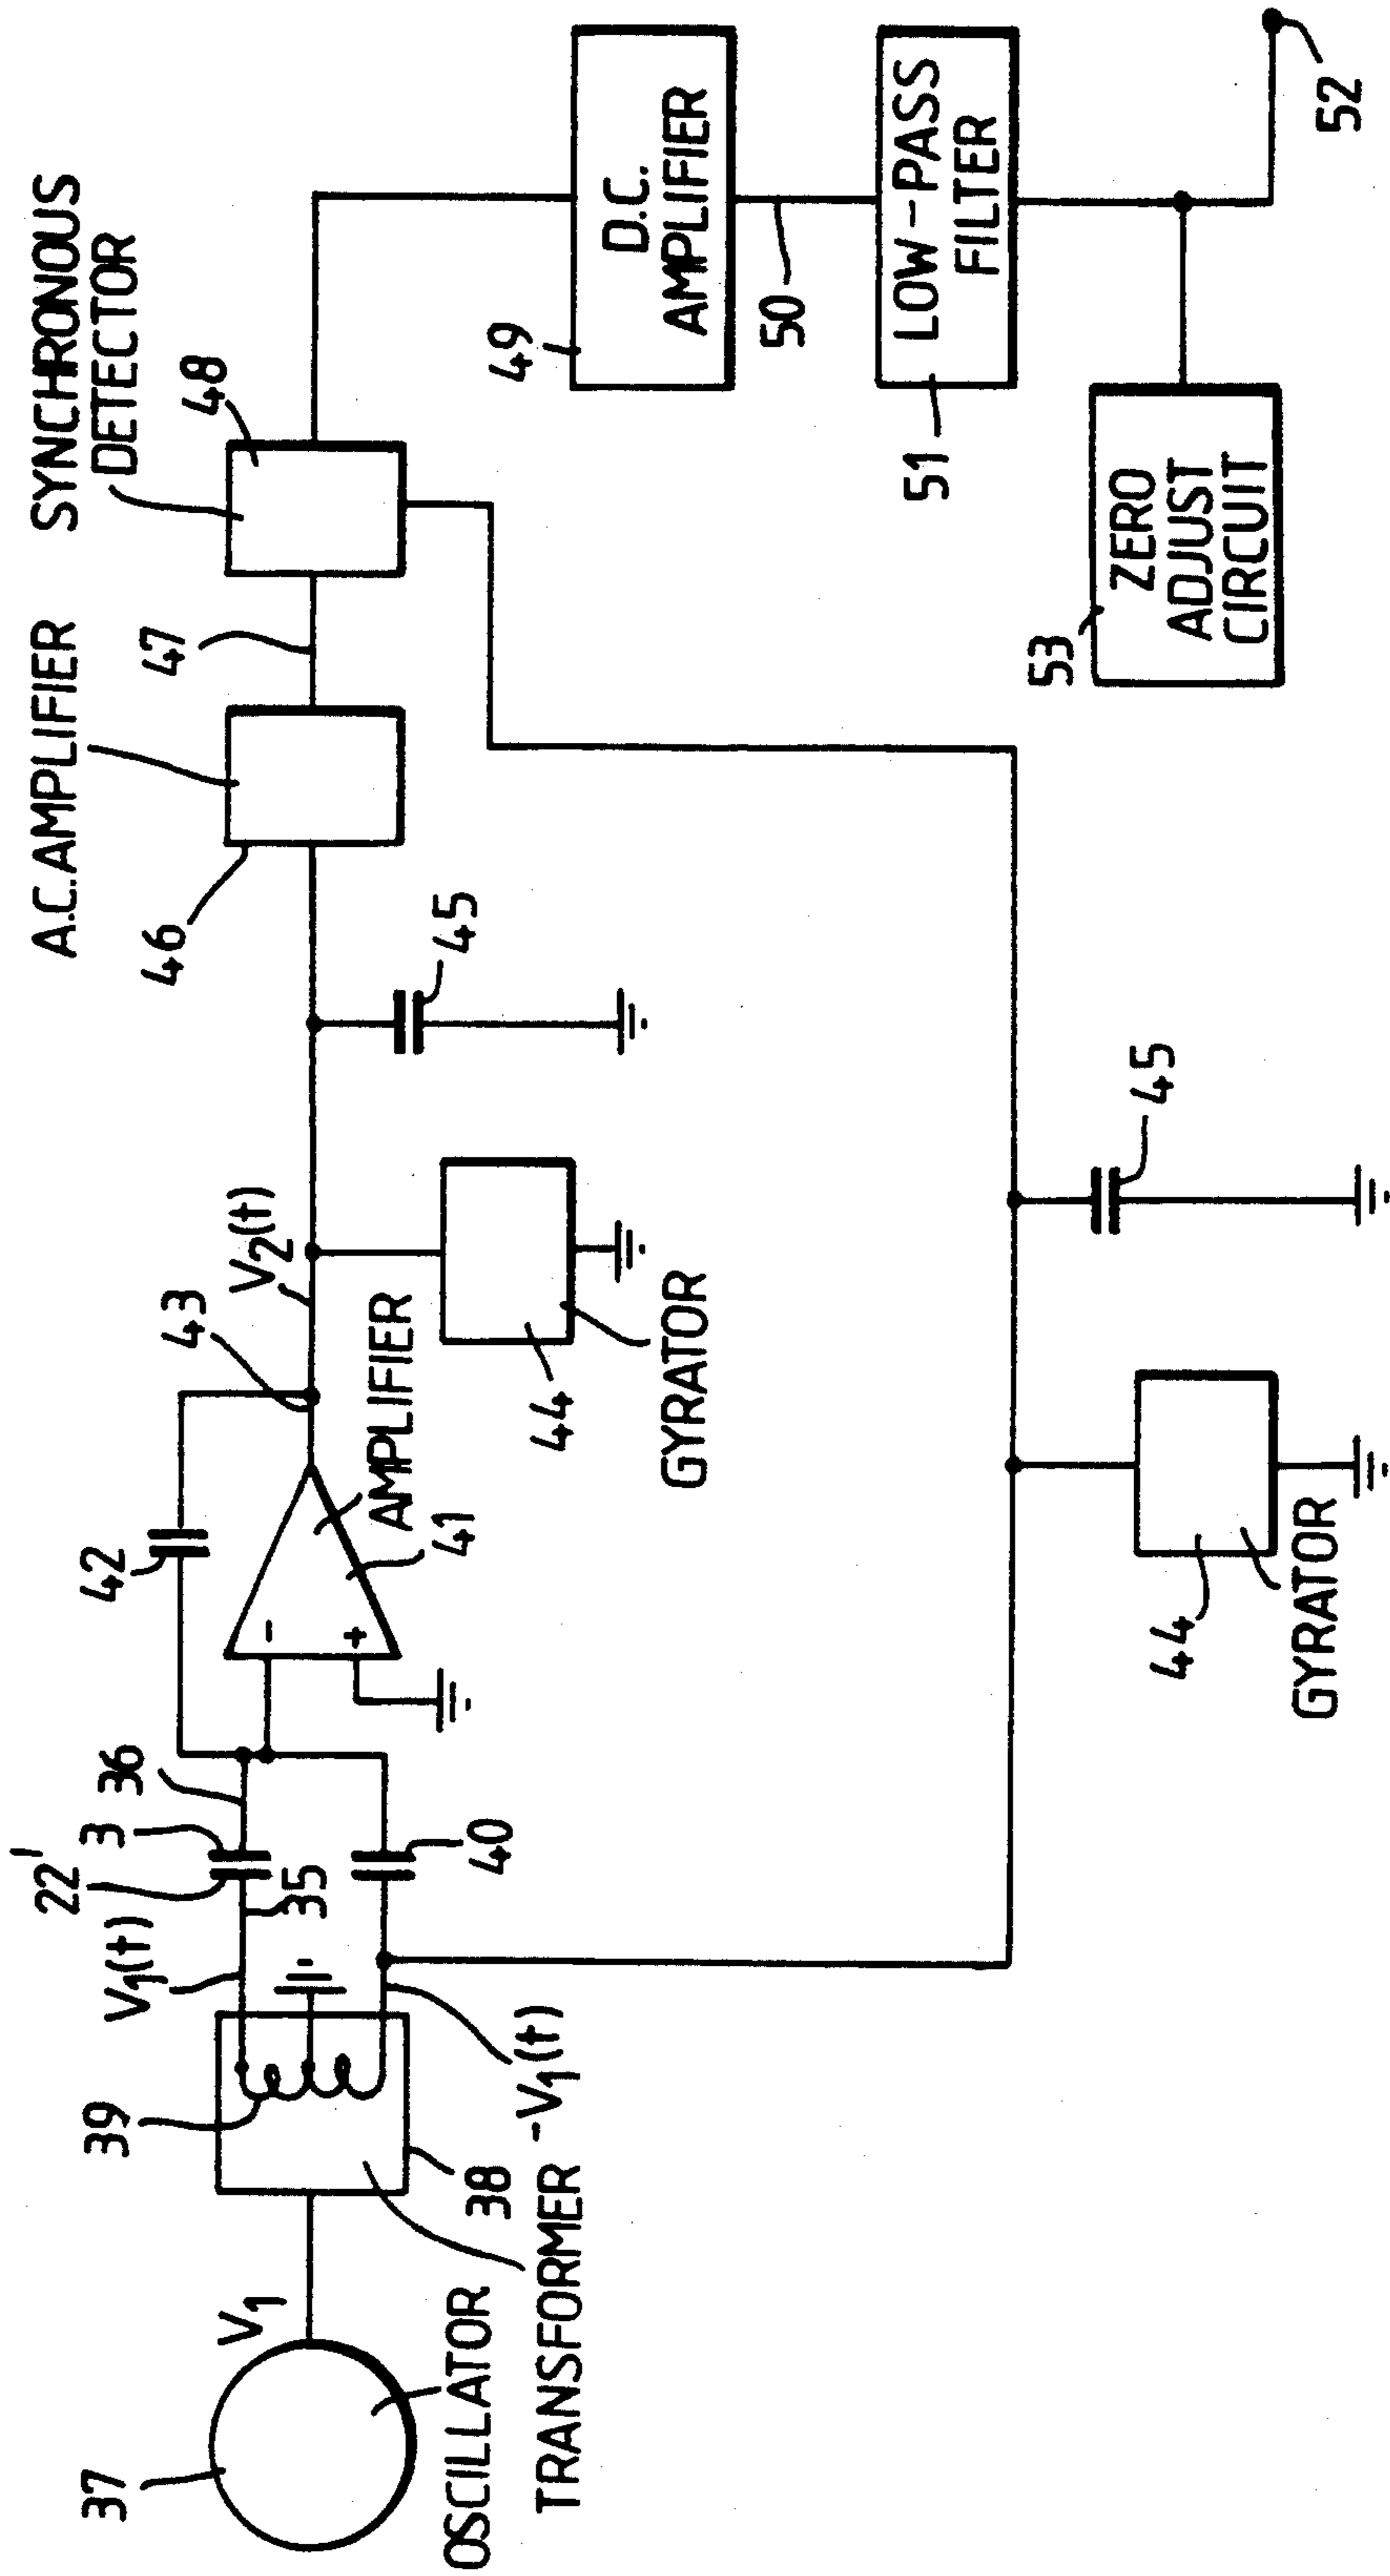 SYNCHRONOUS
DETECTOR
A.C.AMPLIFIER
46
47
48
49
D.C.
AMPLIFIER
50
LOW-PASS
FILTER
51
52
53
ZERO
ADJUST
CIRCUIT
45
V2(t)
43
42
AMPLIFIER
41
-
+
44
GYRATOR
45
44
GYRATOR
36
3
22'
35
40
V1(t)
-V1(t)
39
38
TRANSFORMER
V1
37
OSCILLATOR